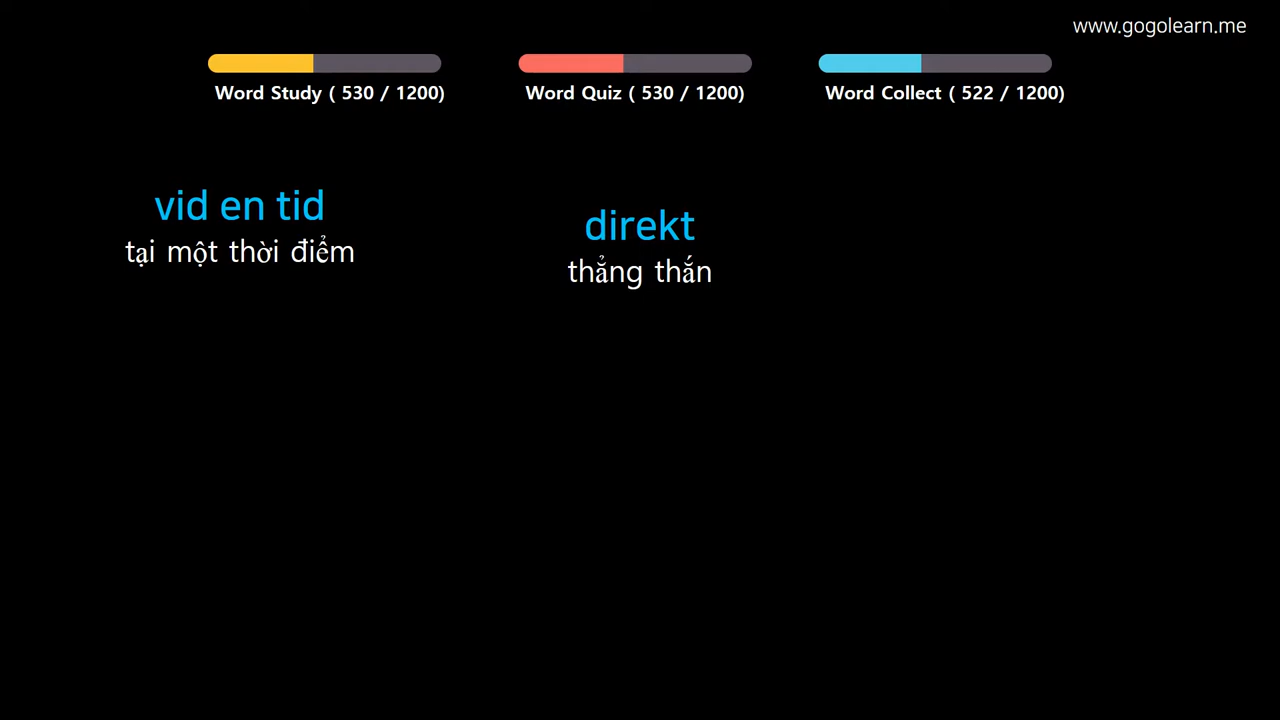 www.gogolearn.me
Word Study ( 530 / 1200)
Word Quiz ( 530 / 1200)
Word Collect ( 522 / 1200)
vid en tid
tại một thời điểm
direkt
thẳng thắn